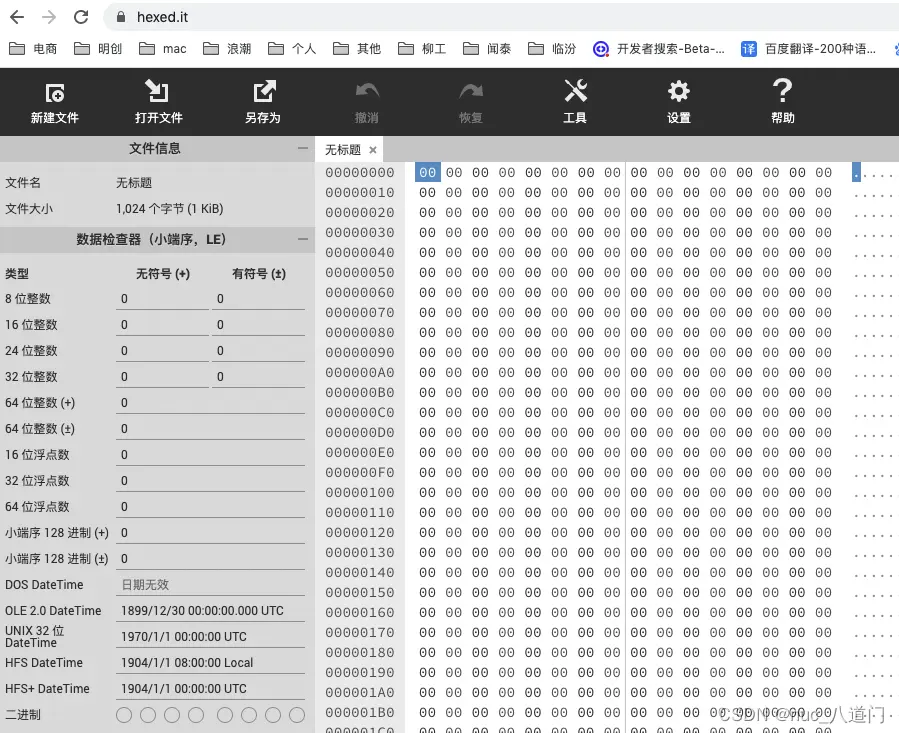 hexed.it
电商 明创 mac 浪潮 个人 其他 柳工 闻泰 临汾 开发者搜索-Beta-... 译 百度翻译-200种语...
新建文件 打开文件 另存为 撤消 恢复 工具 设置 帮助
文件信息
文件名 无标题
文件大小 1,024 个字节 (1 KiB)
数据检查器（小端序，LE）
类型 无符号 (+) 有符号 (±)
8 位整数 0 0
16 位整数 0 0
24 位整数 0 0
32 位整数 0 0
64 位整数 (+) 0
64 位整数 (±) 0
16 位浮点数 0
32 位浮点数 0
64 位浮点数 0
小端序 128 进制 (+) 0
小端序 128 进制 (±) 0
DOS DateTime 日期无效
OLE 2.0 DateTime 1899/12/30 00:00:00.000 UTC
UNIX 32 位
DateTime 1970/1/1 00:00:00 UTC
HFS DateTime 1904/1/1 08:00:00 Local
HFS+ DateTime 1904/1/1 00:00:00 UTC
二进制
无标题 ×
00000000 00 00 00 00 00 00 00 00 00 00 00 00 00 00 00 00 .....
00000010 00 00 00 00 00 00 00 00 00 00 00 00 00 00 00 00 .....
00000020 00 00 00 00 00 00 00 00 00 00 00 00 00 00 00 00 .....
00000030 00 00 00 00 00 00 00 00 00 00 00 00 00 00 00 00 .....
00000040 00 00 00 00 00 00 00 00 00 00 00 00 00 00 00 00 .....
00000050 00 00 00 00 00 00 00 00 00 00 00 00 00 00 00 00 .....
00000060 00 00 00 00 00 00 00 00 00 00 00 00 00 00 00 00 .....
00000070 00 00 00 00 00 00 00 00 00 00 00 00 00 00 00 00 .....
00000080 00 00 00 00 00 00 00 00 00 00 00 00 00 00 00 00 .....
00000090 00 00 00 00 00 00 00 00 00 00 00 00 00 00 00 00 .....
000000A0 00 00 00 00 00 00 00 00 00 00 00 00 00 00 00 00 .....
000000B0 00 00 00 00 00 00 00 00 00 00 00 00 00 00 00 00 .....
000000C0 00 00 00 00 00 00 00 00 00 00 00 00 00 00 00 00 .....
000000D0 00 00 00 00 00 00 00 00 00 00 00 00 00 00 00 00 .....
000000E0 00 00 00 00 00 00 00 00 00 00 00 00 00 00 00 00 .....
000000F0 00 00 00 00 00 00 00 00 00 00 00 00 00 00 00 00 .....
00000100 00 00 00 00 00 00 00 00 00 00 00 00 00 00 00 00 .....
00000110 00 00 00 00 00 00 00 00 00 00 00 00 00 00 00 00 .....
00000120 00 00 00 00 00 00 00 00 00 00 00 00 00 00 00 00 .....
00000130 00 00 00 00 00 00 00 00 00 00 00 00 00 00 00 00 .....
00000140 00 00 00 00 00 00 00 00 00 00 00 00 00 00 00 00 .....
00000150 00 00 00 00 00 00 00 00 00 00 00 00 00 00 00 00 .....
00000160 00 00 00 00 00 00 00 00 00 00 00 00 00 00 00 00 .....
00000170 00 00 00 00 00 00 00 00 00 00 00 00 00 00 00 00 .....
00000180 00 00 00 00 00 00 00 00 00 00 00 00 00 00 00 00 .....
00000190 00 00 00 00 00 00 00 00 00 00 00 00 00 00 00 00 .....
000001A0 00 00 00 00 00 00 00 00 00 00 00 00 00 00 00 00 .....
000001B0 00 00 00 00 00 00 00 00 00 00 00 00 00 00 00 00 .....
000001C0 00 00 00 00 00 00 00 00 00 00 00 00 00 00 00 00
CSDN @nuc_八道门